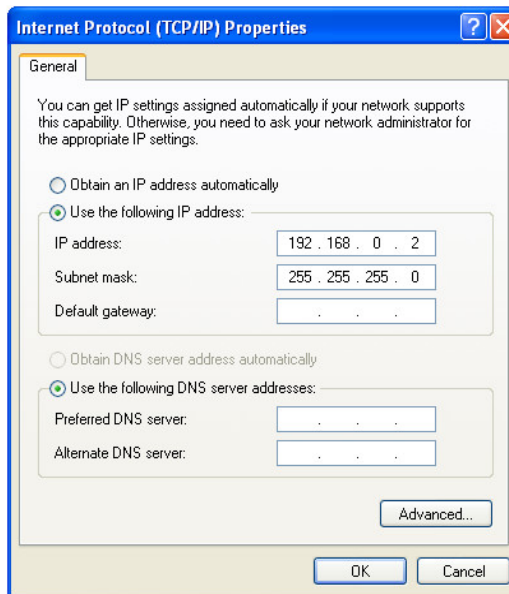 Internet Protocol (TCP/IP) Properties
General
You can get IP settings assigned automatically if your network supports
this capability. Otherwise, you need to ask your network administrator for
the appropriate IP settings.
Obtain an IP address automatically
Use the following IP address:
IP address: 192 . 168 . 0 . 2
Subnet mask: 255 . 255 . 255 . 0
Default gateway: . . .
Obtain DNS server address automatically
Use the following DNS server addresses:
Preferred DNS server: . . .
Alternate DNS server: . . .
Advanced...
OK Cancel